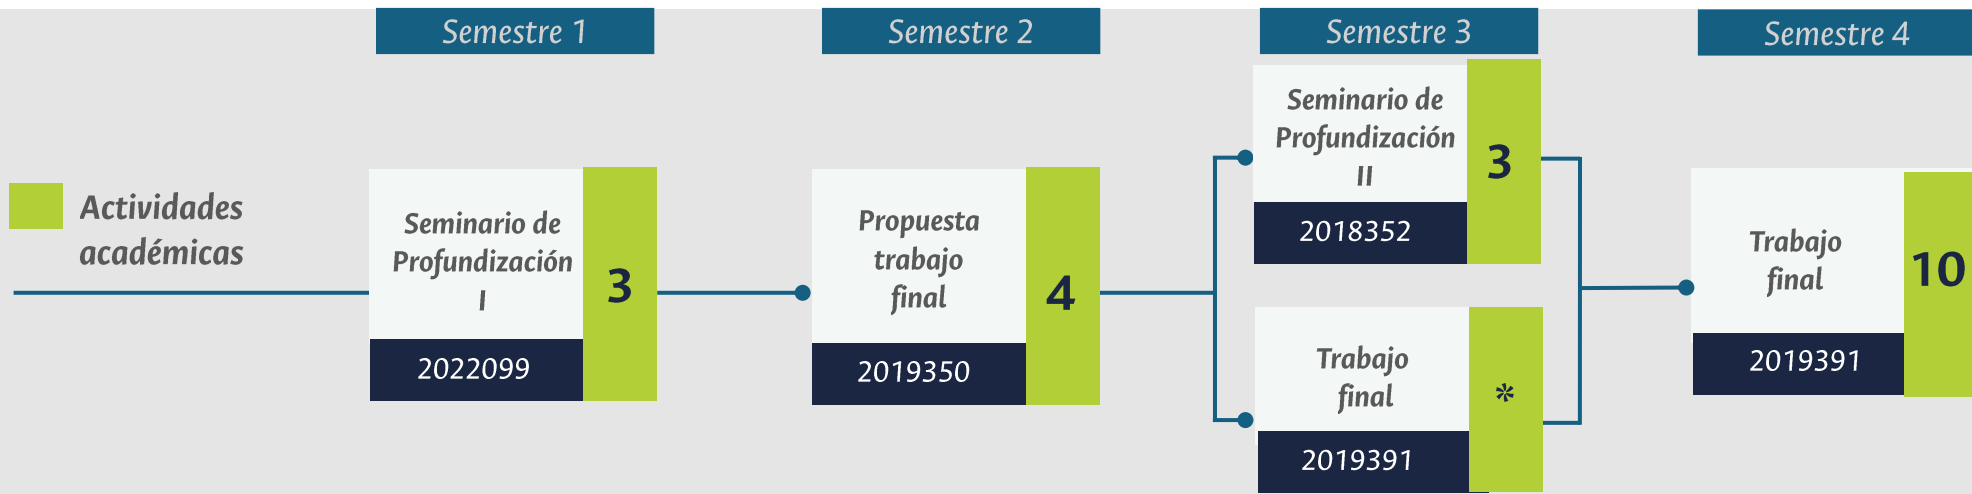 Semestre 1
Semestre 2
Semestre 3
Semestre 4
Actividades
académicas
Seminario de
Profundización
I
3
2022099
Propuesta
trabajo
final
4
2019350
Seminario de
Profundización
II
3
2018352
Trabajo
final
*
2019391
Trabajo
final
10
2019391